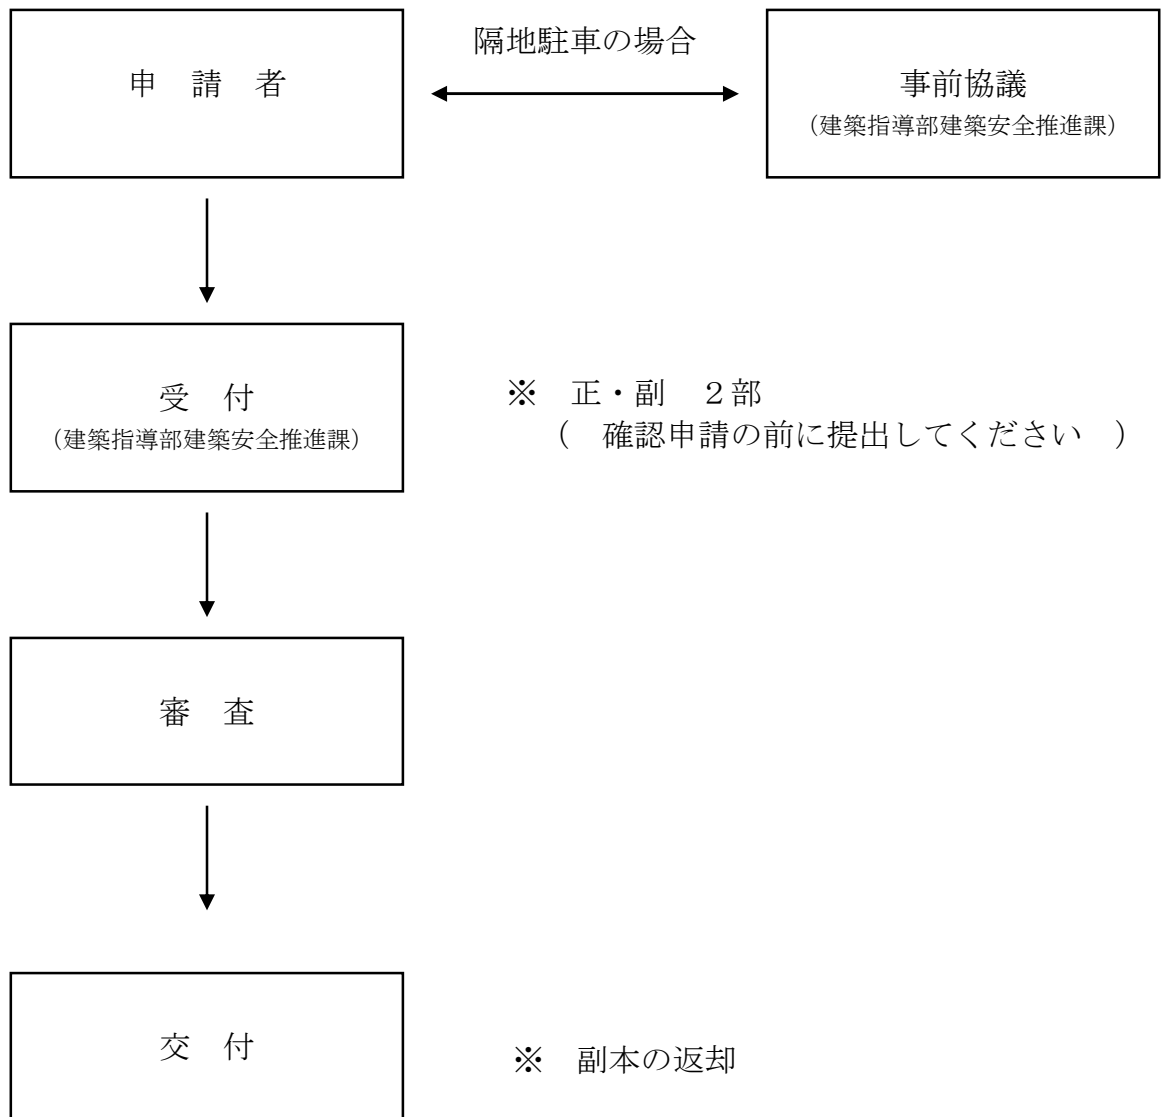 隔地駐車の場合
申　請　者
事前協議
（建築指導部建築安全推進課）
受　付
（建築指導部建築安全推進課）
※　正・副　２部
（　確認申請の前に提出してください　）
審　査
交　付
※　副本の返却